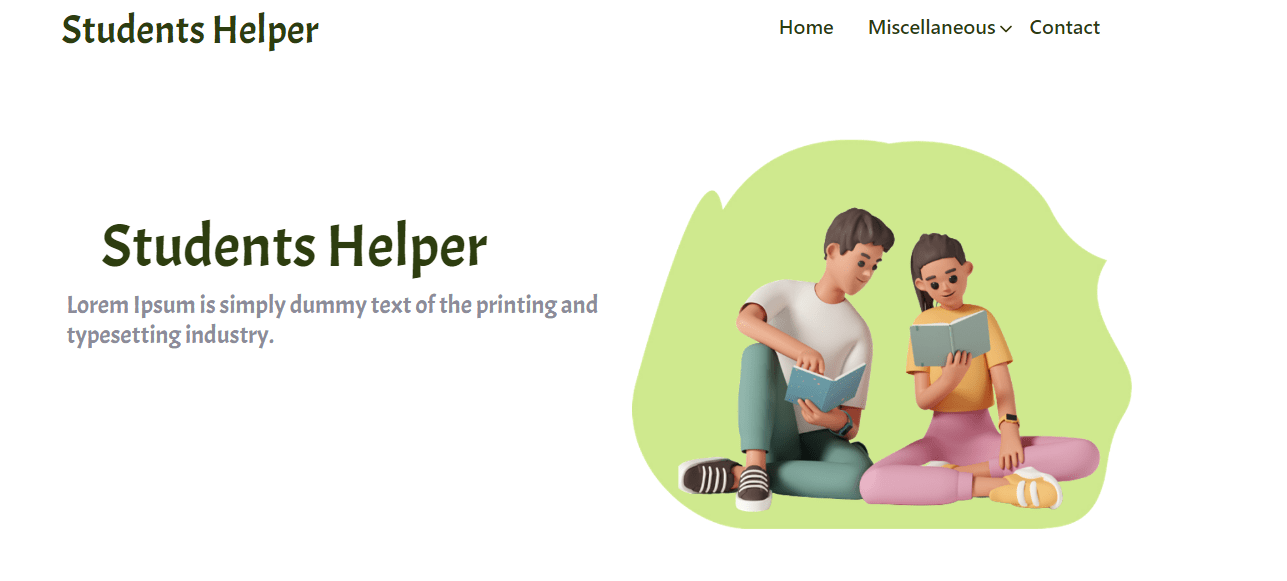 Students Helper
Home Miscellaneous Contact
Students Helper
Lorem Ipsum is simply dummy text of the printing and
typesetting industry.